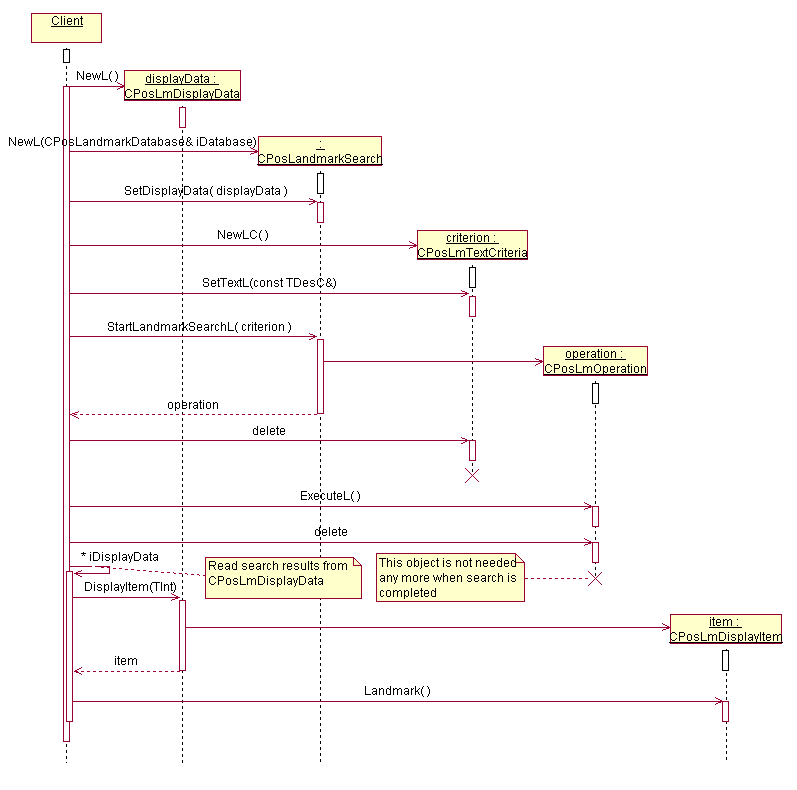 Client
NewL( )
displayData :
CPosLmDisplayData
NewL(CPosLandmarkDatabase& iDatabase)
:
CPosLandmarkSearch
SetDisplayData( displayData )
NewLC( )
criterion :
CPosLmTextCriteria
SetTextL(const TDesC&)
StartLandmarkSearchL( criterion )
operation :
CPosLmOperation
operation
delete
ExecuteL( )
delete
* iDisplayData
Read search results from
CPosLmDisplayData
This object is not needed
any more when search is
completed
DisplayItem(TInt)
item :
CPosLmDisplayItem
item
Landmark( )